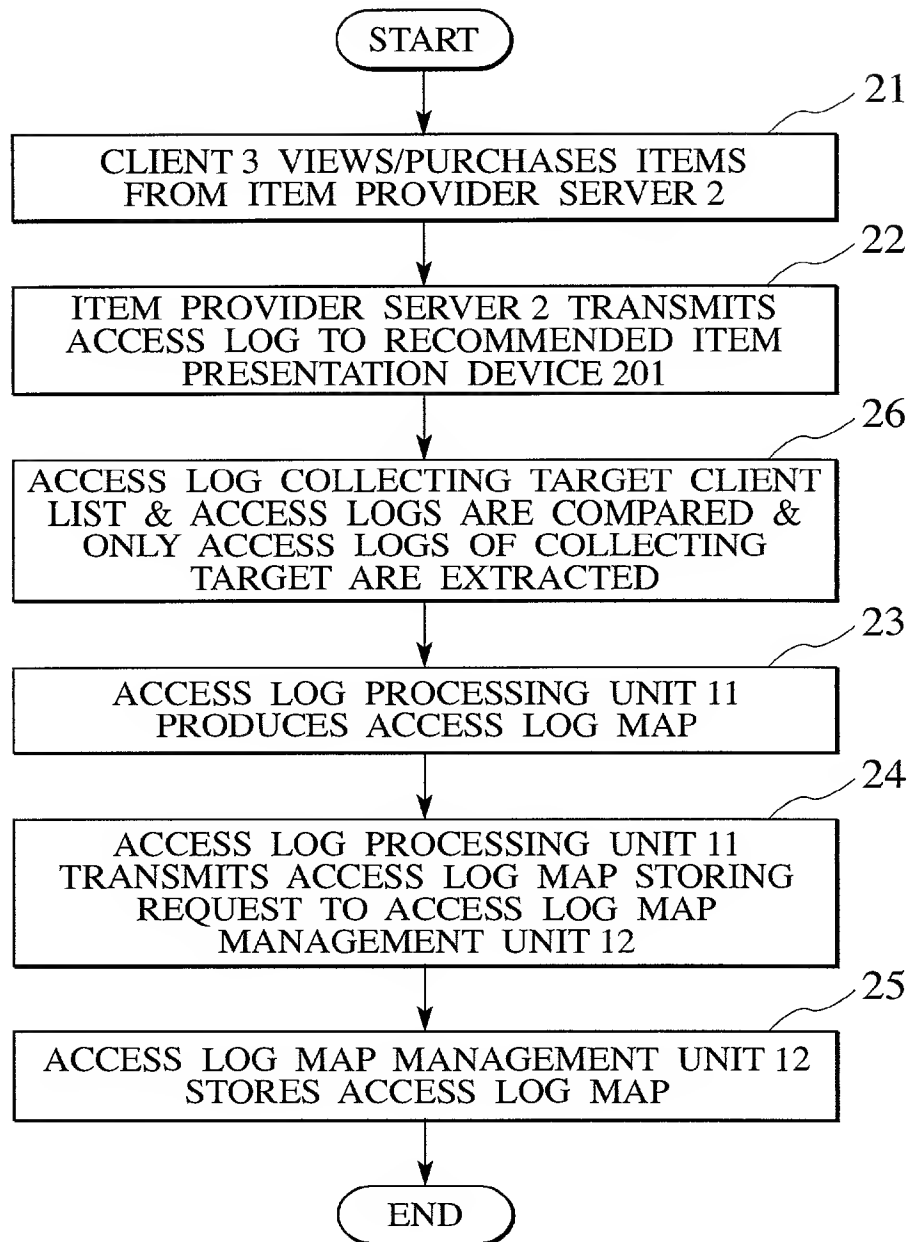 START
21
CLIENT 3 VIEWS/PURCHASES ITEMS
FROM ITEM PROVIDER SERVER 2
22
ITEM PROVIDER SERVER 2 TRANSMITS
ACCESS LOG TO RECOMMENDED ITEM
PRESENTATION DEVICE 201
26
ACCESS LOG COLLECTING TARGET CLIENT
LIST & ACCESS LOGS ARE COMPARED &
ONLY ACCESS LOGS OF COLLECTING
TARGET ARE EXTRACTED
23
ACCESS LOG PROCESSING UNIT 11
PRODUCES ACCESS LOG MAP
24
ACCESS LOG PROCESSING UNIT 11
TRANSMITS ACCESS LOG MAP STORING
REQUEST TO ACCESS LOG MAP
MANAGEMENT UNIT 12
25
ACCESS LOG MAP MANAGEMENT UNIT 12
STORES ACCESS LOG MAP
END